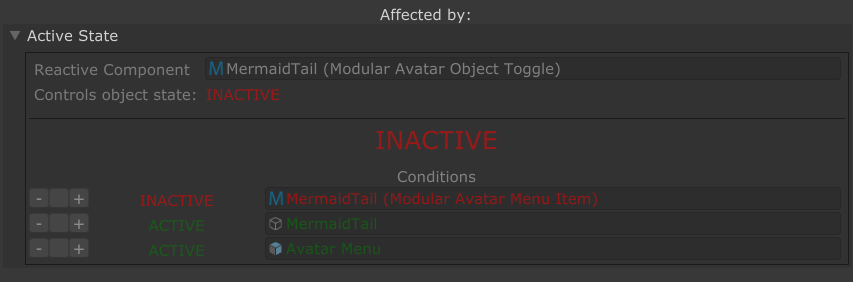 Affected by:
Active State
Reactive Component MermaidTail (Modular Avatar Object Toggle)
Controls object state: INACTIVE
INACTIVE
Conditions
- + INACTIVE MermaidTail (Modular Avatar Menu Item)
- + ACTIVE MermaidTail
- + ACTIVE Avatar Menu